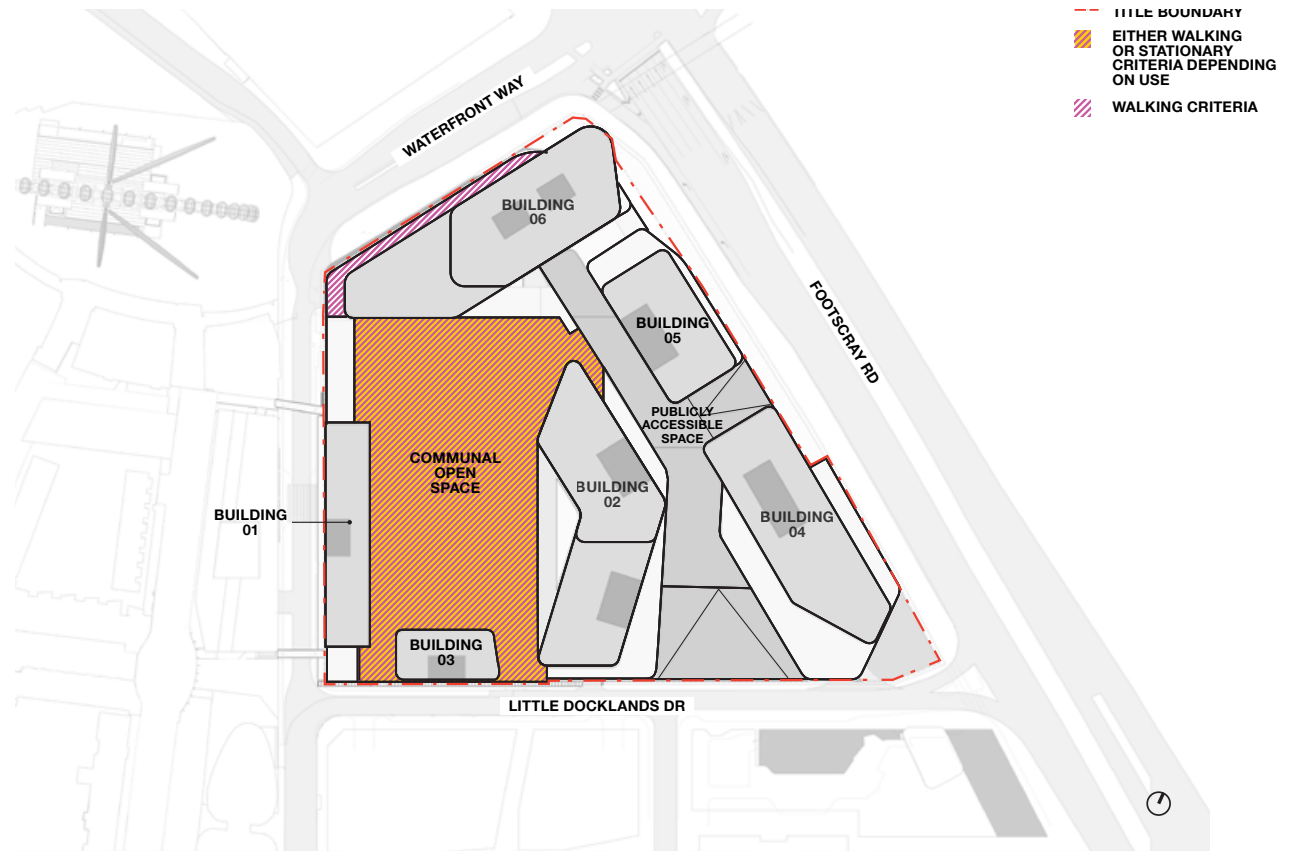 TITLE BOUNDARY
EITHER WALKING
OR STATIONARY
CRITERIA DEPENDING
ON USE
WALKING CRITERIA
WATERFRONT WAY
BUILDING
06
FOOTSCRAY RD
BUILDING
05
PUBLICLY
ACCESSIBLE
SPACE
COMMUNAL
OPEN
SPACE
BUILDING
02
BUILDING
01
BUILDING
04
BUILDING
03
LITTLE DOCKLANDS DR